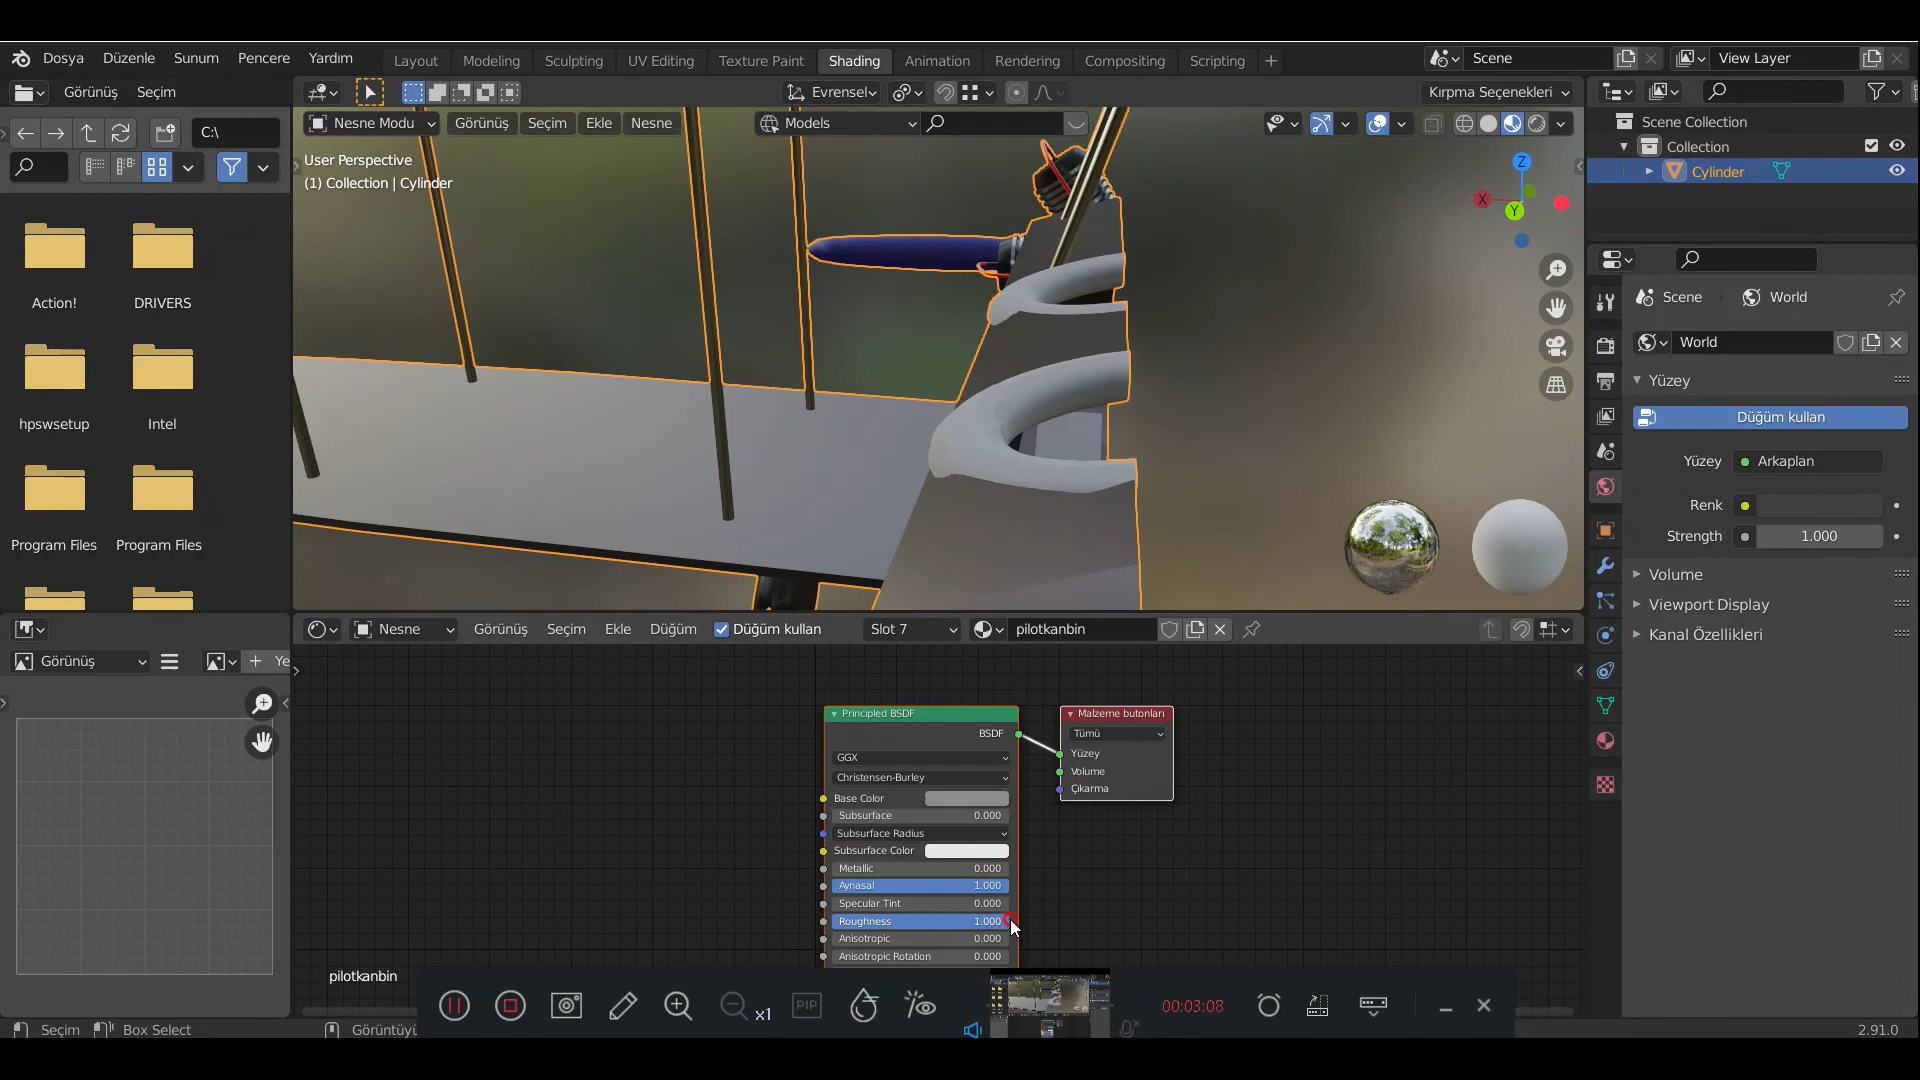 Dosya Düzenle Sunum Pencere Yardım
Layout Modeling Sculpting UV Editing Texture Paint Shading Animation Rendering Compositing Scripting +
Scene
View Layer
Görünüş Seçim
Evrensel
Kırpma Seçenekleri
C:\
Nesne Modu Görünüş Seçim Ekle Nesne
Models
User Perspective
(1) Collection | Cylinder
Z
X
Y
Scene Collection
Collection
Cylinder
Action!
DRIVERS
hpswsetup
Intel
Program Files
Program Files
Scene World
World
Yüzey
Düğüm kullan
Yüzey Arkaplan
Renk
Strength 1.000
Volume
Viewport Display
Kanal Özellikleri
Nesne Görünüş Seçim Ekle Düğüm Düğüm kullan Slot 7 pilotkanbin
Görünüş
+ Ye
Principled BSDF
BSDF
GGX
Christensen-Burley
Base Color
Subsurface 0.000
Subsurface Radius
Subsurface Color
Metallic 0.000
Aynasal 1.000
Specular Tint 0.000
Roughness 1.000
Anisotropic 0.000
Anisotropic Rotation 0.000
Malzeme butonları
Tümü
Yüzey
Volume
Çıkarma
pilotkanbin
x1
PIP
00:03:08
Seçim Box Select Görüntüyü
2.91.0